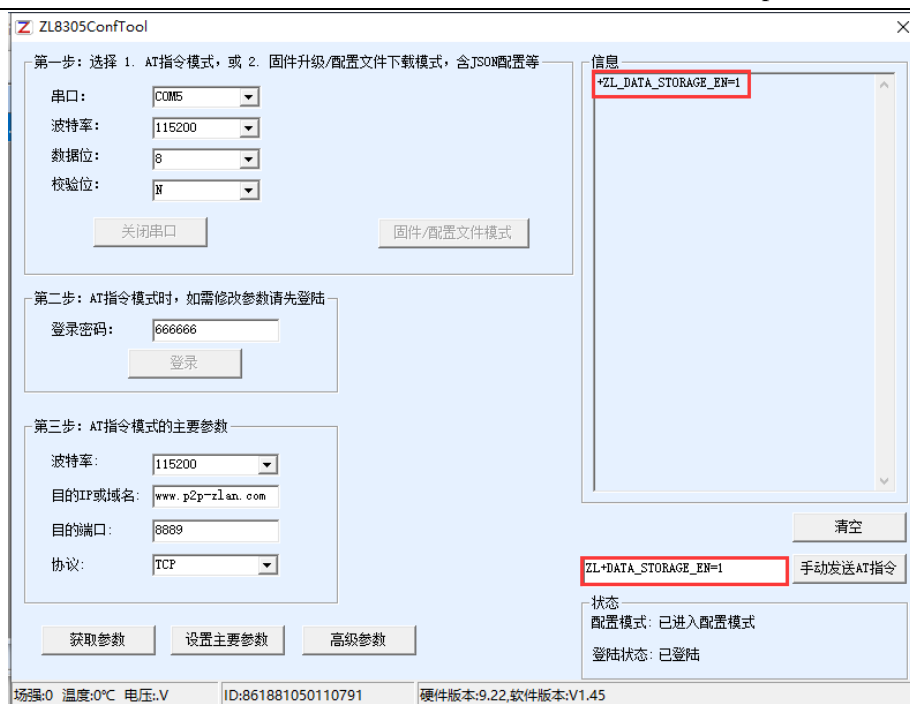 ZL8305ConfTool
第一步：选择 1. AT指令模式，或 2. 固件升级/配置文件下载模式，含JSON配置等
串口：
COM5
波特率：
115200
数据位：
8
校验位：
N
关闭串口
固件/配置文件模式
第二步：AT指令模式时，如需修改参数请先登陆
登录密码：
666666
登录
第三步：AT指令模式的主要参数
波特率:
115200
目的IP或域名:
www.p2p-zlan.com
目的端口:
8889
协议:
TCP
获取参数
设置主要参数
高级参数
信息
+ZL_DATA_STORAGE_EN=1
清空
ZL+DATA_STORAGE_EN=1
手动发送AT指令
状态
配置模式: 已进入配置模式
登陆状态: 已登陆
场强:0 温度:0℃ 电压:.V
ID:861881050110791
硬件版本:9.22,软件版本:V1.45